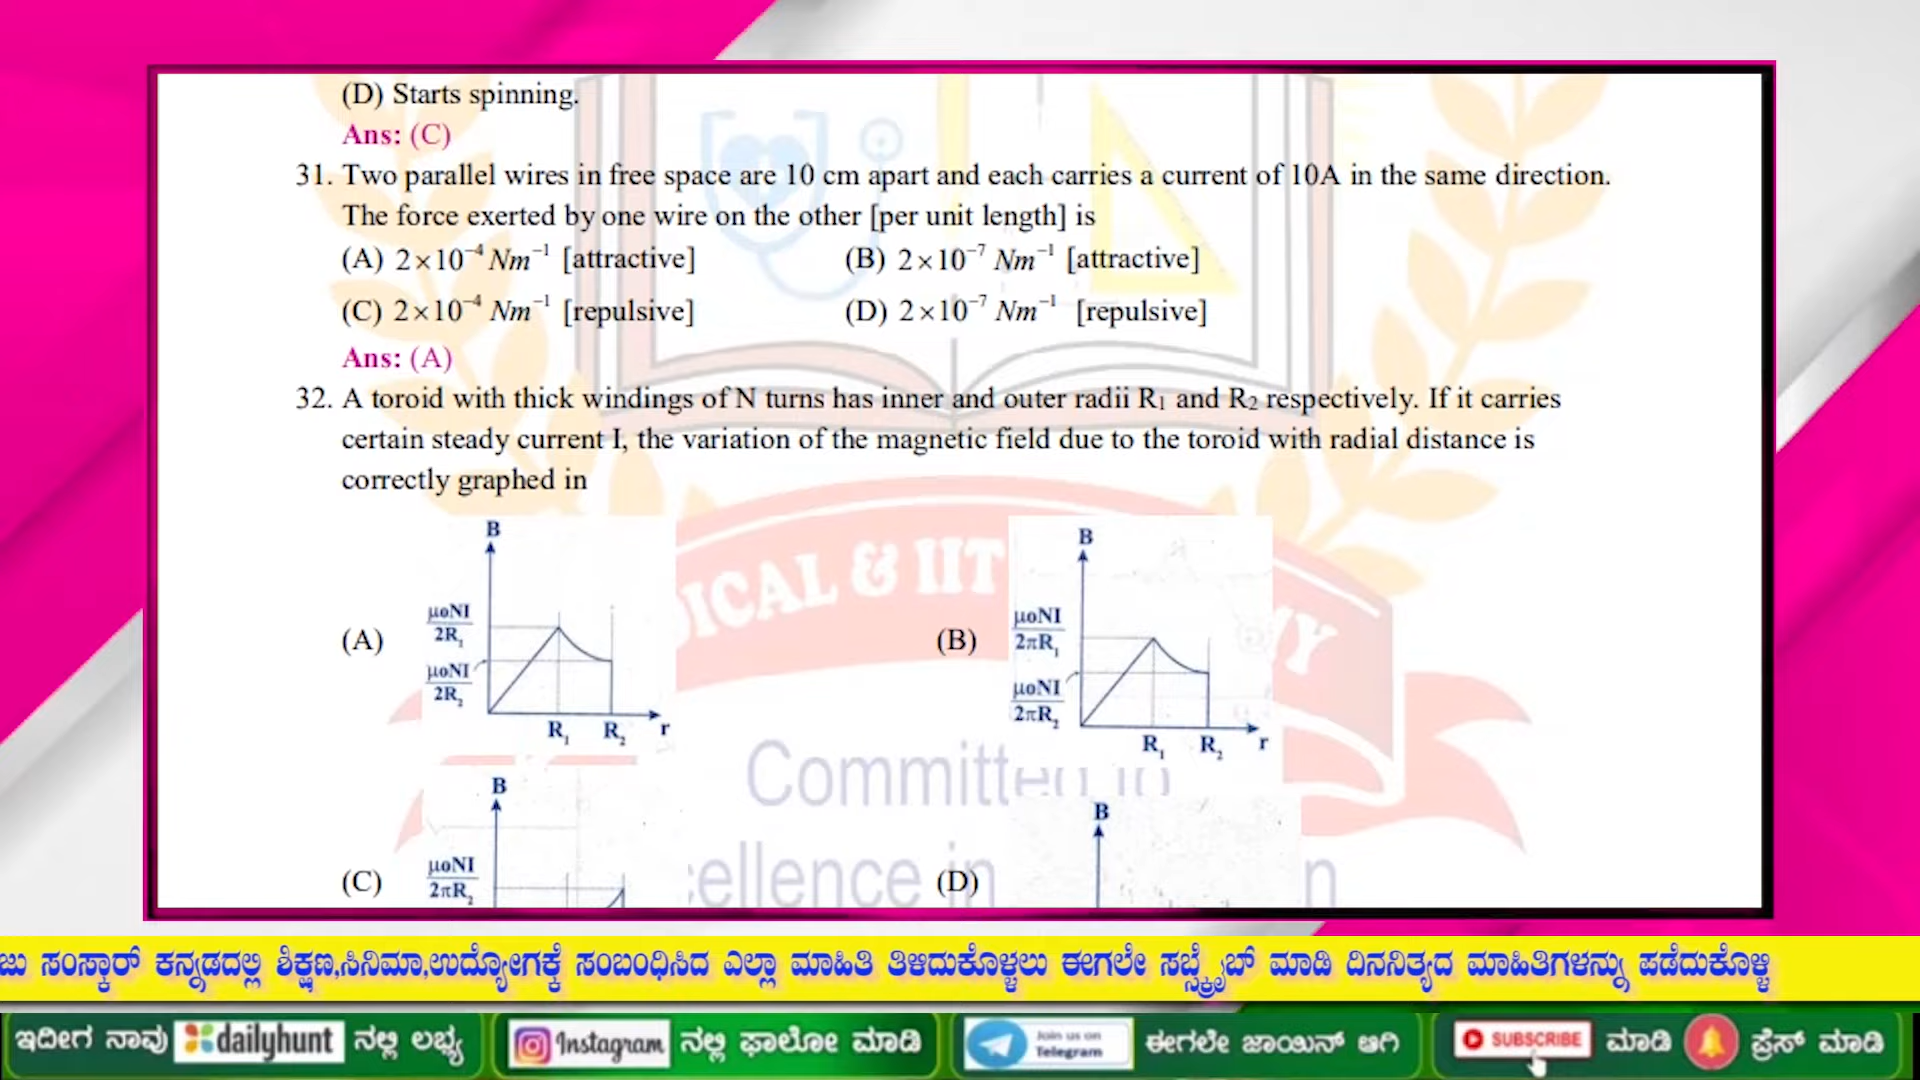 (D) Starts spinning.
Ans: (C)
31. Two parallel wires in free space are 10 cm apart and each carries a current of 10A in the same direction.
The force exerted by one wire on the other [per unit length] is
(A) 2×10⁻⁴ Nm⁻¹ [attractive] (B) 2×10⁻⁷ Nm⁻¹ [attractive]
(C) 2×10⁻⁴ Nm⁻¹ [repulsive] (D) 2×10⁻⁷ Nm⁻¹ [repulsive]
Ans: (A)
32. A toroid with thick windings of N turns has inner and outer radii R₁ and R₂ respectively. If it carries
certain steady current I, the variation of the magnetic field due to the toroid with radial distance is
correctly graphed in
(A)
B
μoNI
2R₁
μoNI
2R₂
R₁ R₂ r
(B)
B
μoNI
2πR₁
μoNI
2πR₂
R₁ R₂ r
(C)
B
μoNI
2πR₂
(D)
B
ICAL & IIT
MY
Committed to
ellence in n
ಜು ಸಂಸ್ಕಾರ್ ಕನ್ನಡದಲ್ಲಿ ಶಿಕ್ಷಣ,ಸಿನಿಮಾ,ಉದ್ಯೋಗಕ್ಕೆ ಸಂಬಂಧಿಸಿದ ಎಲ್ಲಾ ಮಾಹಿತಿ ತಿಳಿದುಕೊಳ್ಳಲು ಈಗಲೇ ಸಬ್ಸ್ಕ್ರೈಬ್ ಮಾಡಿ ದಿನನಿತ್ಯದ ಮಾಹಿತಿಗಳನ್ನು ಪಡೆದುಕೊಳ್ಳಿ
ಇದೀಗ ನಾವು dailyhunt ನಲ್ಲಿ ಲಭ್ಯ Instagram ನಲ್ಲಿ ಫಾಲೋ ಮಾಡಿ Join us on Telegram ಈಗಲೇ ಜಾಯಿನ್ ಆಗಿ SUBSCRIBE ಮಾಡಿ ಪ್ರೆಸ್ ಮಾಡಿ